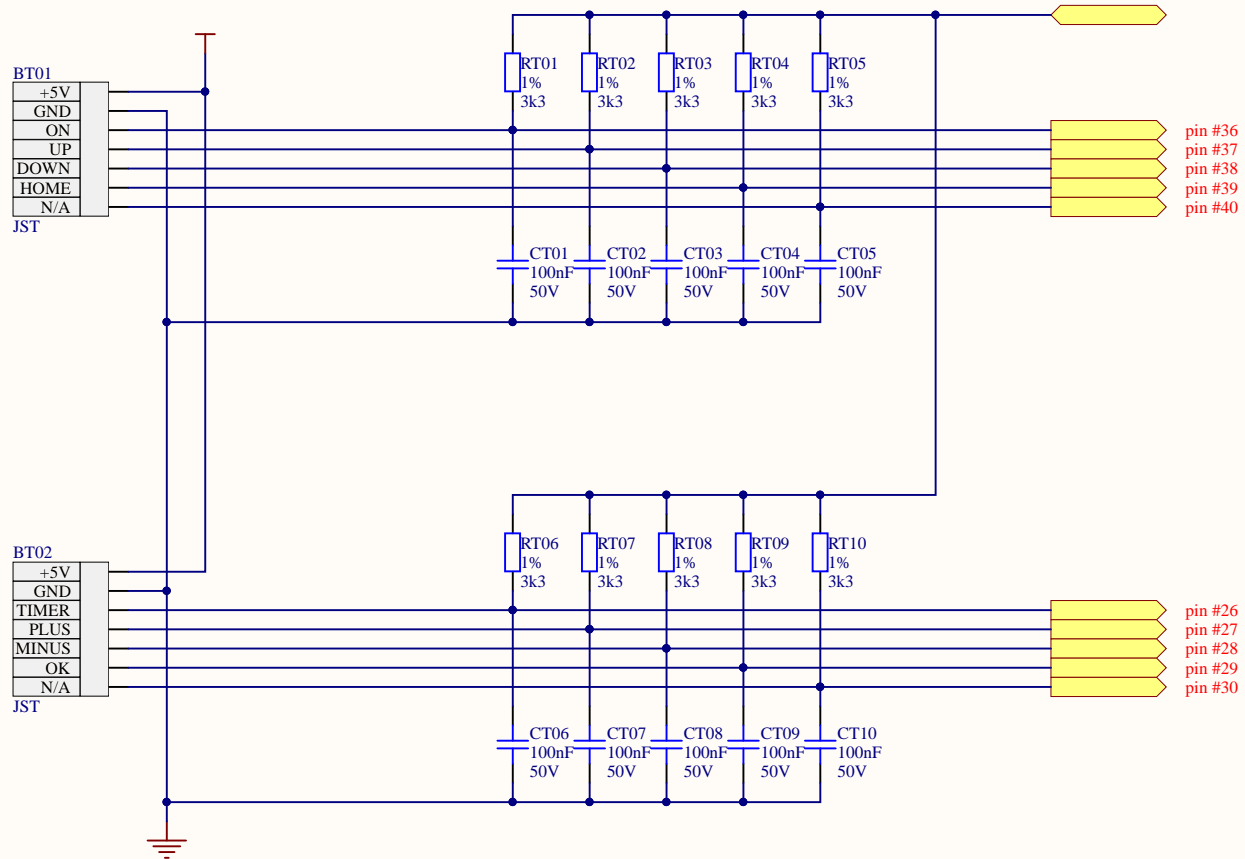 BT01
+5V
GND
ON
UP
DOWN
HOME
N/A
JST
RT01
1%
3k3
RT02
1%
3k3
RT03
1%
3k3
RT04
1%
3k3
RT05
1%
3k3
pin #36
pin #37
pin #38
pin #39
pin #40
CT01
100nF
50V
CT02
100nF
50V
CT03
100nF
50V
CT04
100nF
50V
CT05
100nF
50V
BT02
+5V
GND
TIMER
PLUS
MINUS
OK
N/A
JST
RT06
1%
3k3
RT07
1%
3k3
RT08
1%
3k3
RT09
1%
3k3
RT10
1%
3k3
pin #26
pin #27
pin #28
pin #29
pin #30
CT06
100nF
50V
CT07
100nF
50V
CT08
100nF
50V
CT09
100nF
50V
CT10
100nF
50V